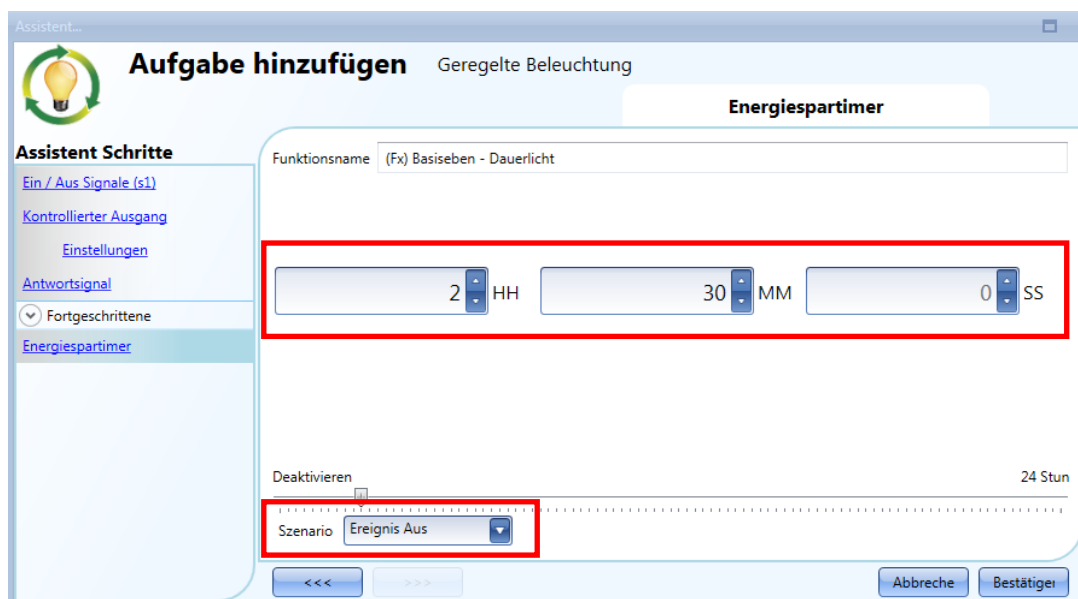 Assistent...
Aufgabe hinzufügen Geregelte Beleuchtung
Energiespartimer
Assistent Schritte
Ein / Aus Signale (s1)
Kontrollierter Ausgang
Einstellungen
Antwortsignal
Fortgeschrittene
Energiespartimer
Funktionsname (Fx) Basiseben - Dauerlicht
2 HH 30 MM 0 SS
Deaktivieren 24 Stun
Szenario Ereignis Aus
<<< >>> Abbreche Bestätiger